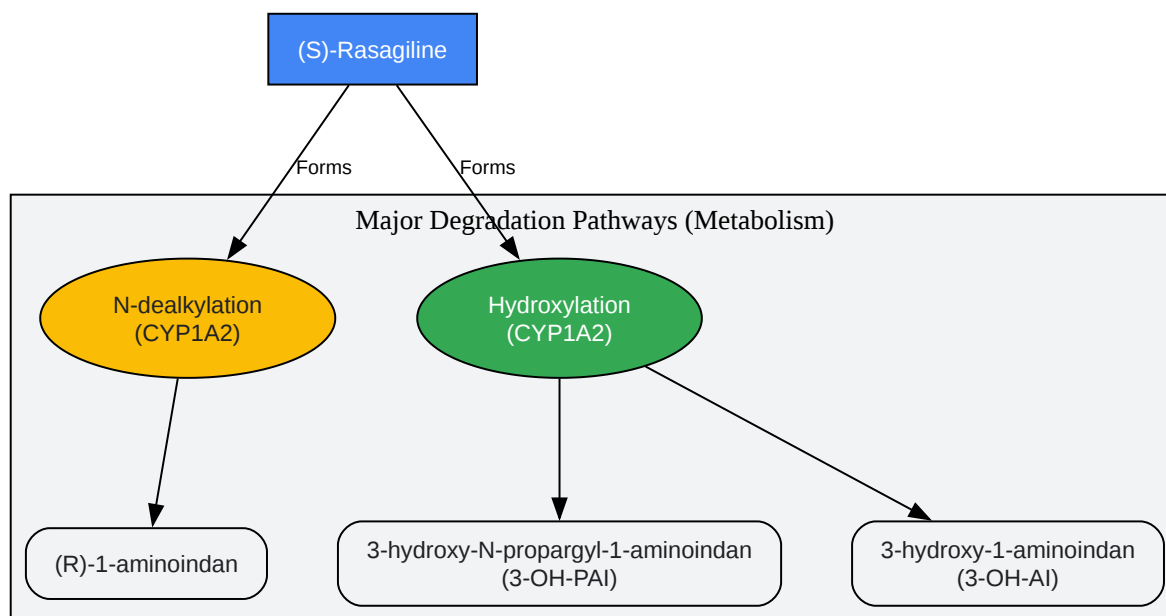 (S)-Rasagiline
Forms
Forms
Major Degradation Pathways (Metabolism)
N-dealkylation
(CYP1A2)
Hydroxylation
(CYP1A2)
(R)-1-aminoindan
3-hydroxy-N-propargyl-1-aminoindan
(3-OH-PAI)
3-hydroxy-1-aminoindan
(3-OH-AI)